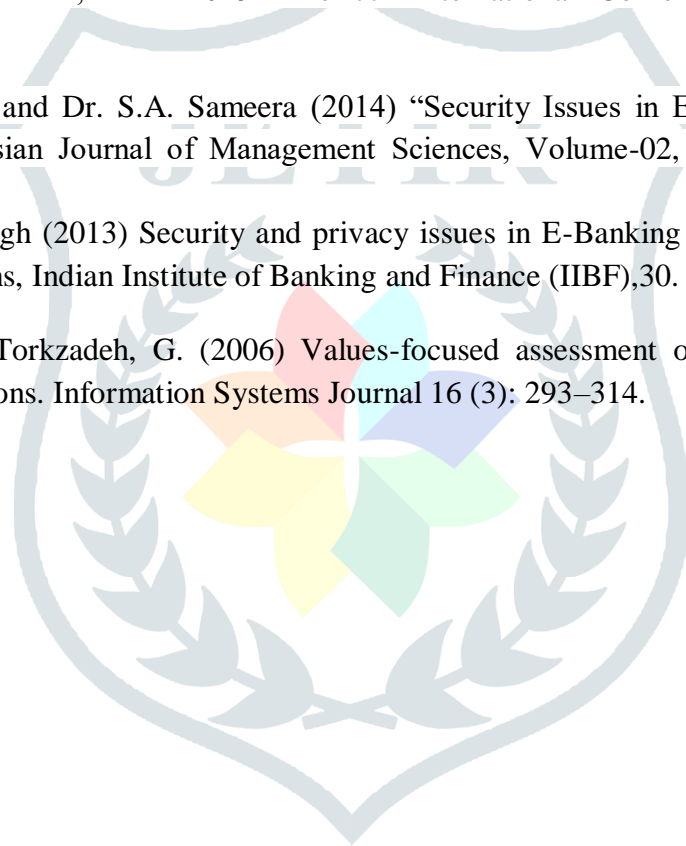 and Dr. S.A. Sameera (2014) “Security Issues in E
sian Journal of Management Sciences, Volume-02,
JETIR
gh (2013) Security and privacy issues in E-Banking
ns, Indian Institute of Banking and Finance (IIBF),30.
Torkzadeh, G. (2006) Values-focused assessment o
ons. Information Systems Journal 16 (3): 293–314.